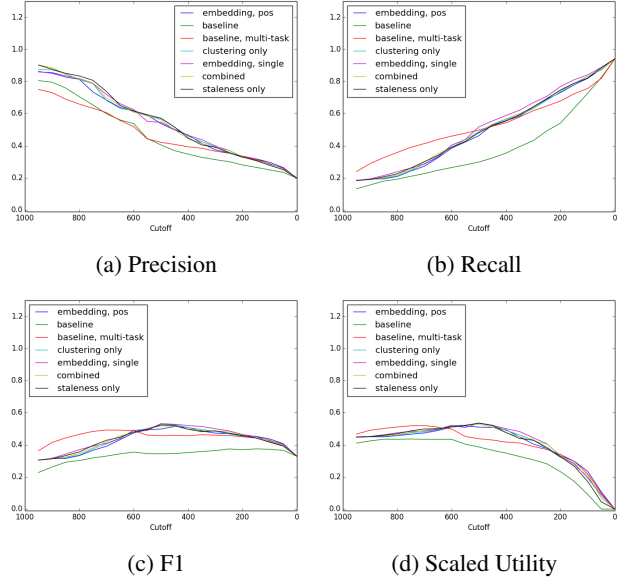 embedding, pos
baseline
baseline, multi-task
clustering only
embedding, single
combined
staleness only
1.2
1.0
0.8
0.6
0.4
0.2
0.0
1000 800 600 400 200 0
Cutoff
(a) Precision
embedding, pos
baseline
baseline, multi-task
clustering only
embedding, single
combined
staleness only
1.2
1.0
0.8
0.6
0.4
0.2
0.0
1000 800 600 400 200 0
Cutoff
(b) Recall
embedding, pos
baseline
baseline, multi-task
clustering only
embedding, single
combined
staleness only
1.2
1.0
0.8
0.6
0.4
0.2
0.0
1000 800 600 400 200 0
Cutoff
(c) F1
embedding, pos
baseline
baseline, multi-task
clustering only
embedding, single
combined
staleness only
1.2
1.0
0.8
0.6
0.4
0.2
0.0
1000 800 600 400 200 0
Cutoff
(d) Scaled Utility